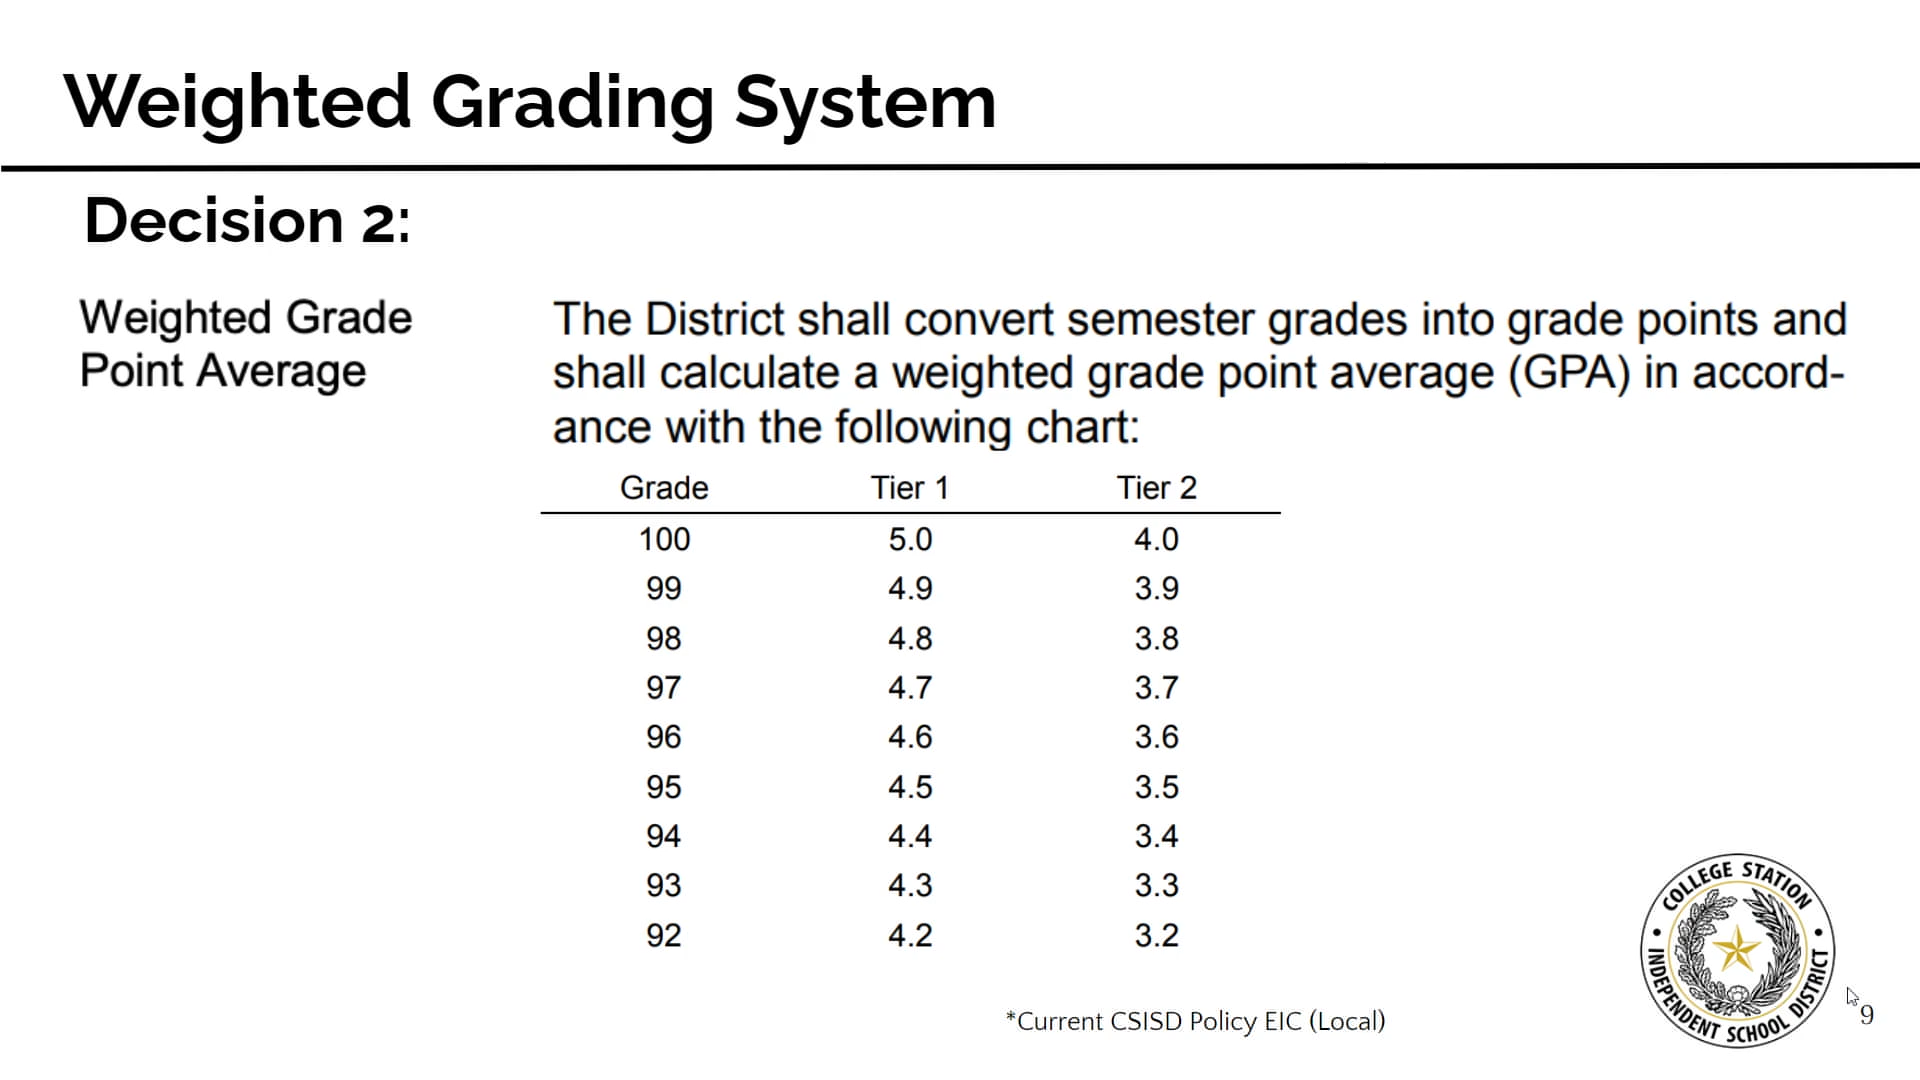 Weighted Grading System
Decision 2:
Weighted Grade
Point Average
The District shall convert semester grades into grade points and
shall calculate a weighted grade point average (GPA) in accord-
ance with the following chart:
Grade Tier 1 Tier 2
100 5.0 4.0
99 4.9 3.9
98 4.8 3.8
97 4.7 3.7
96 4.6 3.6
95 4.5 3.5
94 4.4 3.4
93 4.3 3.3
92 4.2 3.2
*Current CSISD Policy EIC (Local)
COLLEGE STATION
INDEPENDENT SCHOOL DISTRICT
9